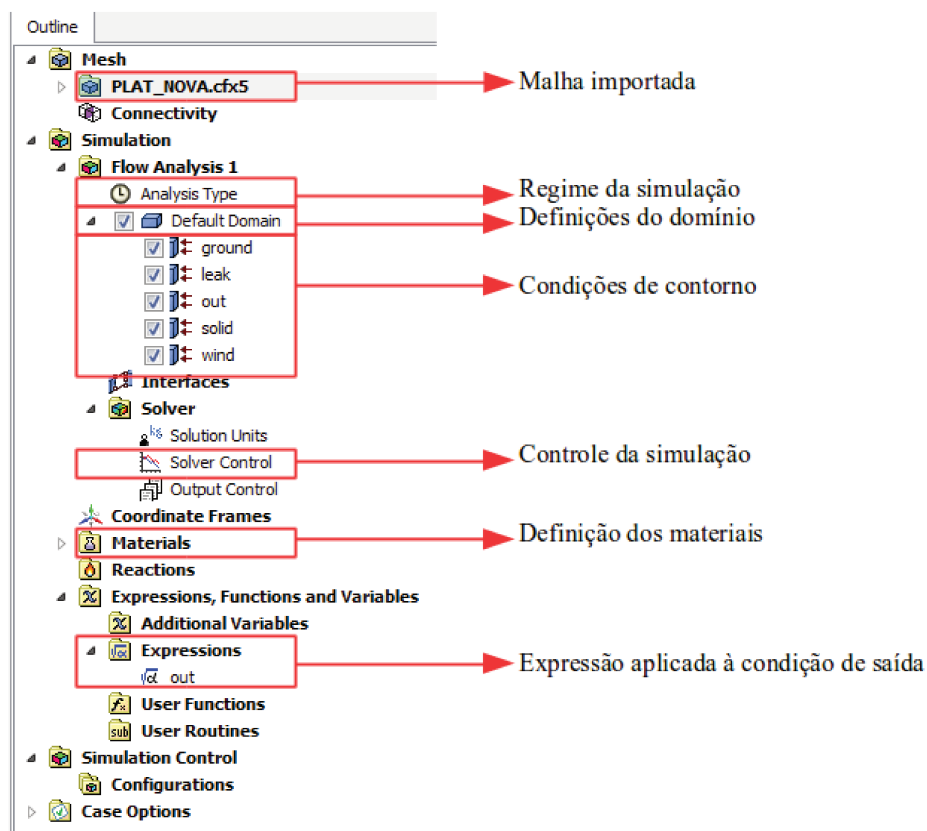 Outline
Mesh
PLAT_NOVA.cfx5
Malha importada
Connectivity
Simulation
Flow Analysis 1
Analysis Type
Regime da simulação
Default Domain
Definições do domínio
ground
leak
Condições de contorno
out
solid
wind
Interfaces
Solver
Solution Units
Solver Control
Controle da simulação
Output Control
Coordinate Frames
Materials
Definição dos materiais
Reactions
Expressions, Functions and Variables
Additional Variables
Expressions
Expressão aplicada à condição de saída
√α out
User Functions
User Routines
Simulation Control
Configurations
Case Options